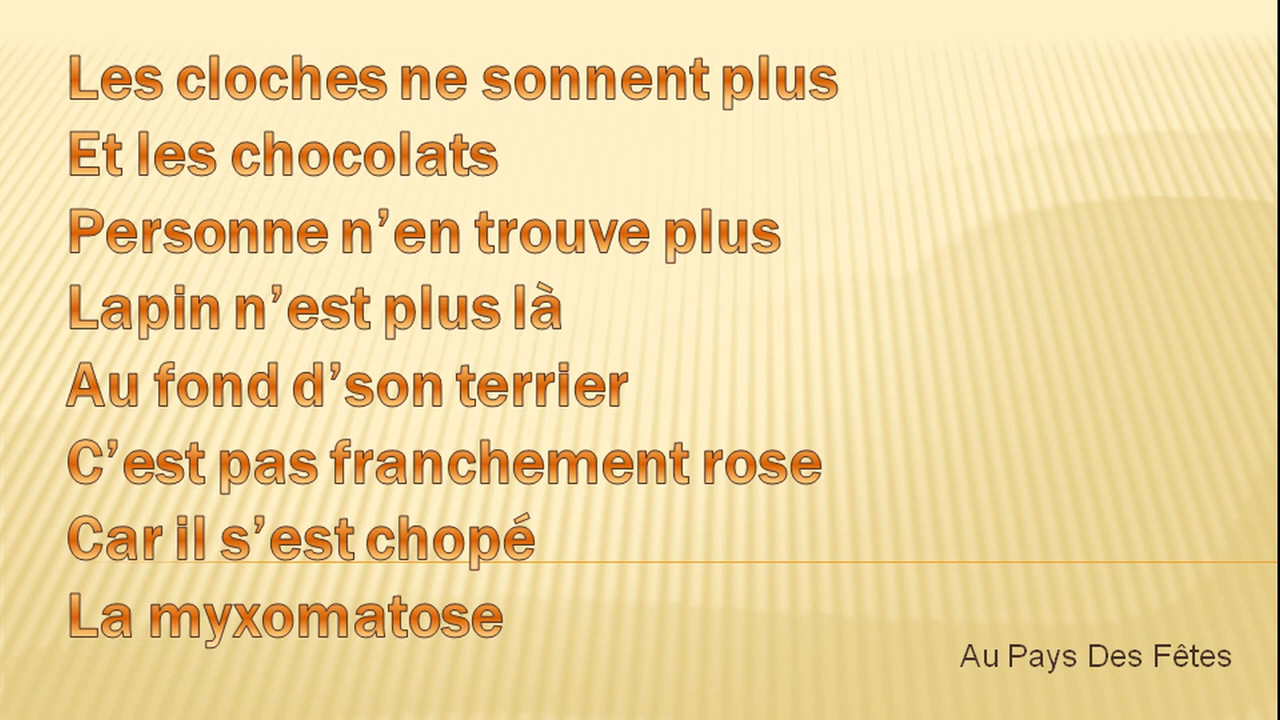 Les cloches ne sonnent plus
Et les chocolats
Personne n’en trouve plus
Lapin n’est plus là
Au fond d’son terrier
C’est pas franchement rose
Car il s’est chopé
La myxomatose
Au Pays Des Fêtes